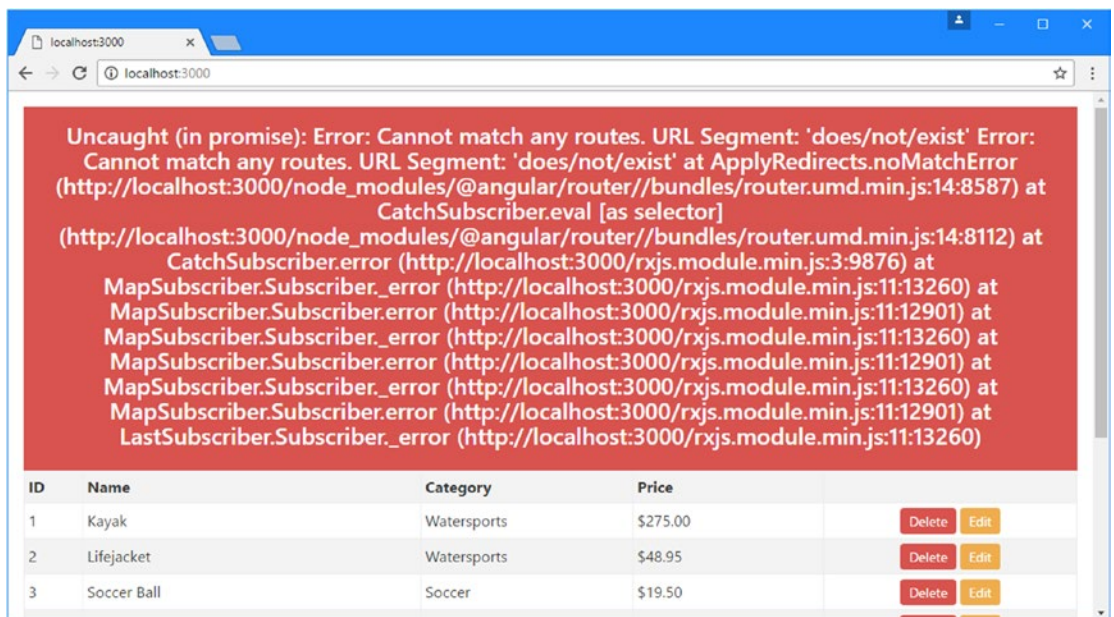 localhost:3000
localhost:3000
Uncaught (in promise): Error: Cannot match any routes. URL Segment: 'does/not/exist' Error:
Cannot match any routes. URL Segment: 'does/not/exist' at ApplyRedirects.noMatchError
(http://localhost:3000/node_modules/@angular/router//bundles/router.umd.min.js:14:8587) at
CatchSubscriber.eval [as selector]
(http://localhost:3000/node_modules/@angular/router//bundles/router.umd.min.js:14:8112) at
CatchSubscriber.error (http://localhost:3000/rxjs.module.min.js:3:9876) at
MapSubscriber.Subscriber._error (http://localhost:3000/rxjs.module.min.js:11:13260) at
MapSubscriber.Subscriber.error (http://localhost:3000/rxjs.module.min.js:11:12901) at
MapSubscriber.Subscriber._error (http://localhost:3000/rxjs.module.min.js:11:13260) at
MapSubscriber.Subscriber.error (http://localhost:3000/rxjs.module.min.js:11:12901) at
MapSubscriber.Subscriber._error (http://localhost:3000/rxjs.module.min.js:11:13260) at
MapSubscriber.Subscriber.error (http://localhost:3000/rxjs.module.min.js:11:12901) at
LastSubscriber.Subscriber._error (http://localhost:3000/rxjs.module.min.js:11:13260)
ID Name Category Price
1 Kayak Watersports $275.00 Delete Edit
2 Lifejacket Watersports $48.95 Delete Edit
3 Soccer Ball Soccer $19.50 Delete Edit